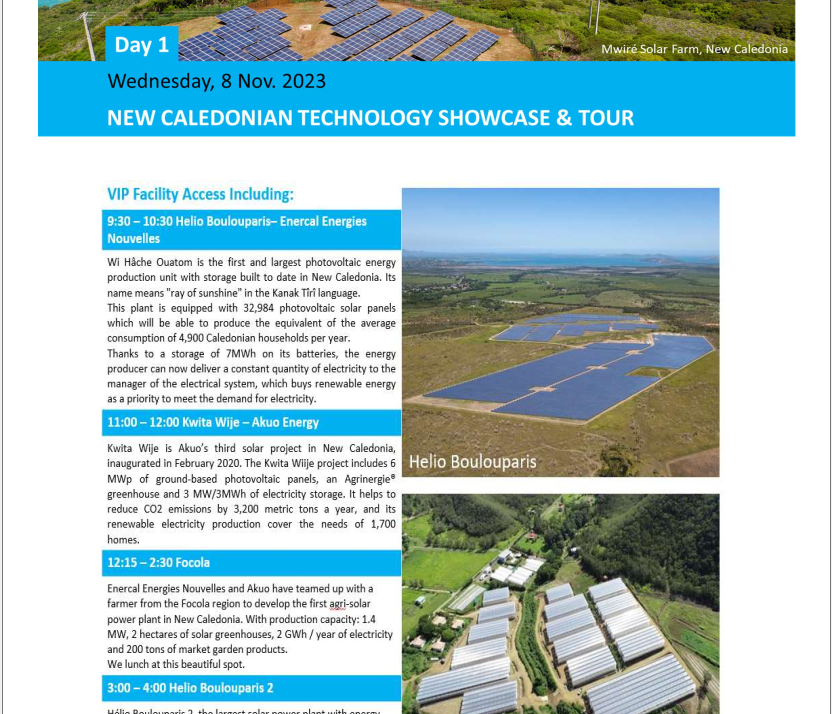 Day 1
Mwiré Solar Farm, New Caledonia
Wednesday, 8 Nov. 2023
NEW CALEDONIAN TECHNOLOGY SHOWCASE & TOUR
VIP Facility Access Including:
9:30 – 10:30 Helio Boulouparis– Enercal Energies
Nouvelles
Wi Hâche Ouatom is the first and largest photovoltaic energy
production unit with storage built to date in New Caledonia. Its
name means "ray of sunshine" in the Kanak Tîrî language.
This plant is equipped with 32,984 photovoltaic solar panels
which will be able to produce the equivalent of the average
consumption of 4,900 Caledonian households per year.
Thanks to a storage of 7MWh on its batteries, the energy
producer can now deliver a constant quantity of electricity to the
manager of the electrical system, which buys renewable energy
as a priority to meet the demand for electricity.
11:00 – 12:00 Kwita Wije – Akuo Energy
Kwita Wije is Akuo's third solar project in New Caledonia,
inaugurated in February 2020. The Kwita Wiije project includes 6
MWp of ground-based photovoltaic panels, an Agrinergie®
greenhouse and 3 MW/3MWh of electricity storage. It helps to
reduce CO2 emissions by 3,200 metric tons a year, and its
renewable electricity production cover the needs of 1,700
homes.
12:15 – 2:30 Focola
Enercal Energies Nouvelles and Akuo have teamed up with a
farmer from the Focola region to develop the first agri-solar
power plant in New Caledonia. With production capacity: 1.4
MW, 2 hectares of solar greenhouses, 2 GWh / year of electricity
and 200 tons of market garden products.
We lunch at this beautiful spot.
3:00 – 4:00 Helio Boulouparis 2
Hélio Boulouparis 2, the largest solar power plant with energy
Helio Boulouparis